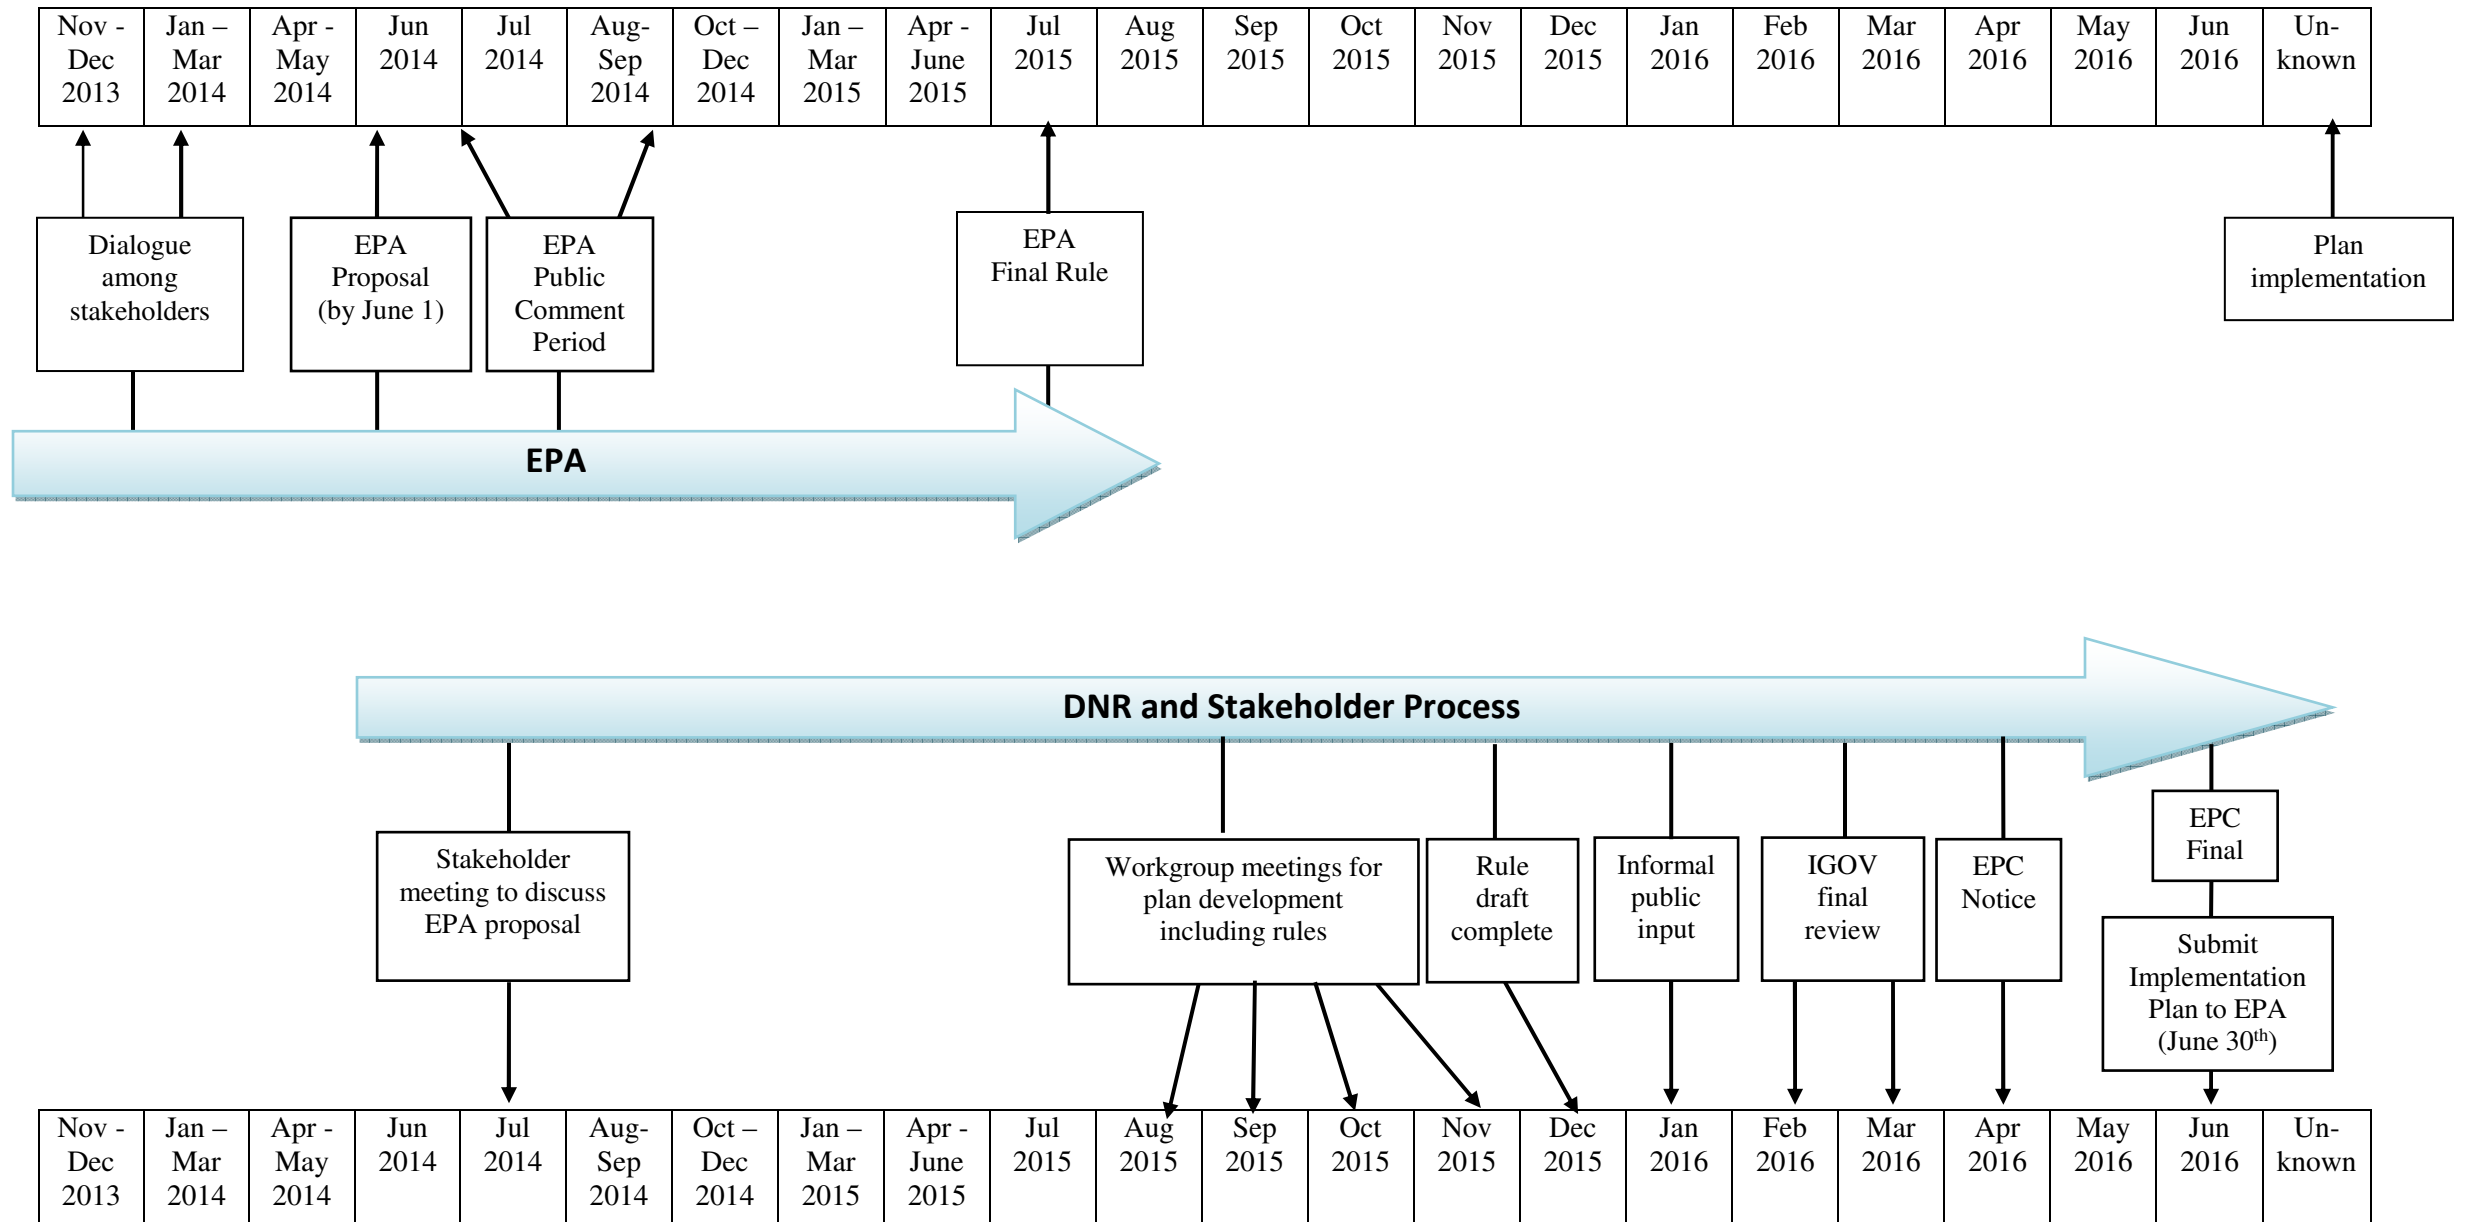 Nov -
Dec
2013
Jan –
Mar
2014
Apr -
May
2014
Jun
2014
Jul
2014
Aug-
Sep
2014
Oct –
Dec
2014
Jan –
Mar
2015
Apr -
June
2015
Jul
2015
Aug
2015
Sep
2015
Oct
2015
Nov
2015
Dec
2015
Jan
2016
Feb
2016
Mar
2016
Apr
2016
May
2016
Jun
2016
Un-
known
Dialogue
among
stakeholders
EPA
Proposal
(by June 1)
EPA
Public
Comment
Period
EPA
Final Rule
Plan
implementation
EPA
DNR and Stakeholder Process
Stakeholder
meeting to discuss
EPA proposal
Workgroup meetings for
plan development
including rules
Rule
draft
complete
Informal
public
input
IGOV
final
review
EPC
Notice
EPC
Final
Submit
Implementation
Plan to EPA
(June 30th)
Nov -
Dec
2013
Jan –
Mar
2014
Apr -
May
2014
Jun
2014
Jul
2014
Aug-
Sep
2014
Oct –
Dec
2014
Jan –
Mar
2015
Apr -
June
2015
Jul
2015
Aug
2015
Sep
2015
Oct
2015
Nov
2015
Dec
2015
Jan
2016
Feb
2016
Mar
2016
Apr
2016
May
2016
Jun
2016
Un-
known